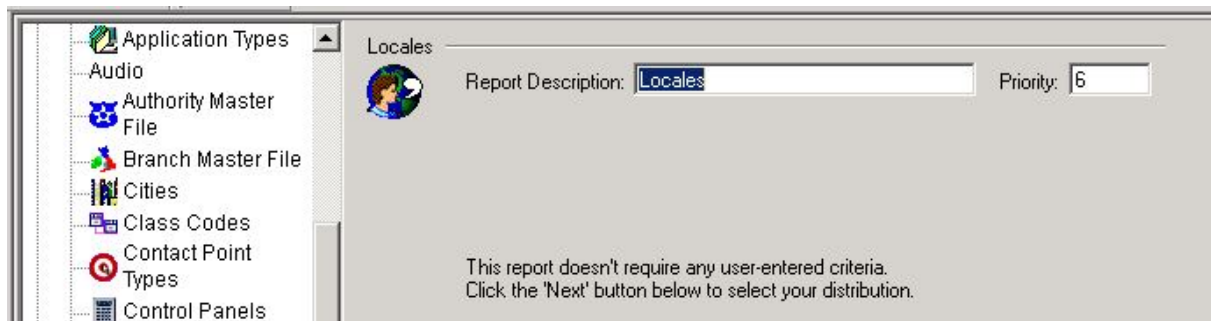 Application Types
Audio
Authority Master
File
Branch Master File
Cities
Class Codes
Contact Point
Types
Control Panels
Locales
Report Description: Locales Priority: 6
This report doesn't require any user-entered criteria.
Click the 'Next' button below to select your distribution.